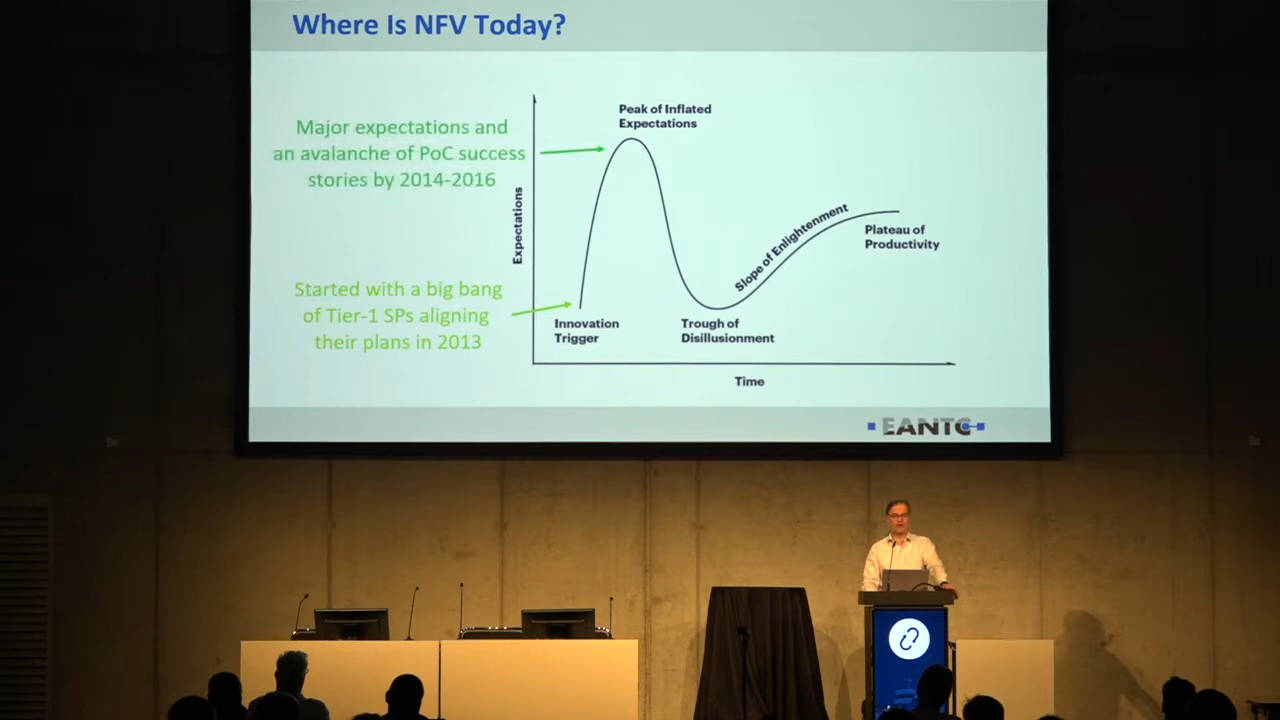 Where Is NFV Today?
Major expectations and
an avalanche of PoC success
stories by 2014-2016
Started with a big bang
of Tier-1 SPs aligning
their plans in 2013
Expectations
Peak of Inflated
Expectations
Innovation
Trigger
Trough of
Disillusionment
Slope of Enlightenment
Plateau of
Productivity
Time
EANTC